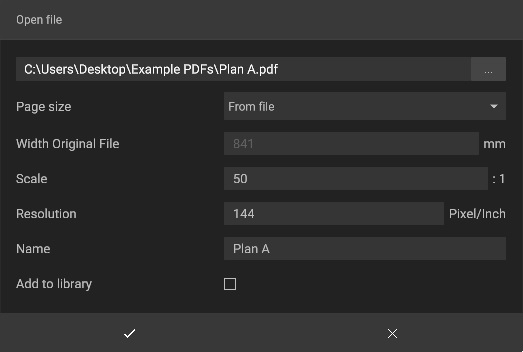 Open file
C:\Users\Desktop\Example PDFs\Plan A.pdf ...
Page size From file
Width Original File 841 mm
Scale 50 : 1
Resolution 144 Pixel/Inch
Name Plan A
Add to library